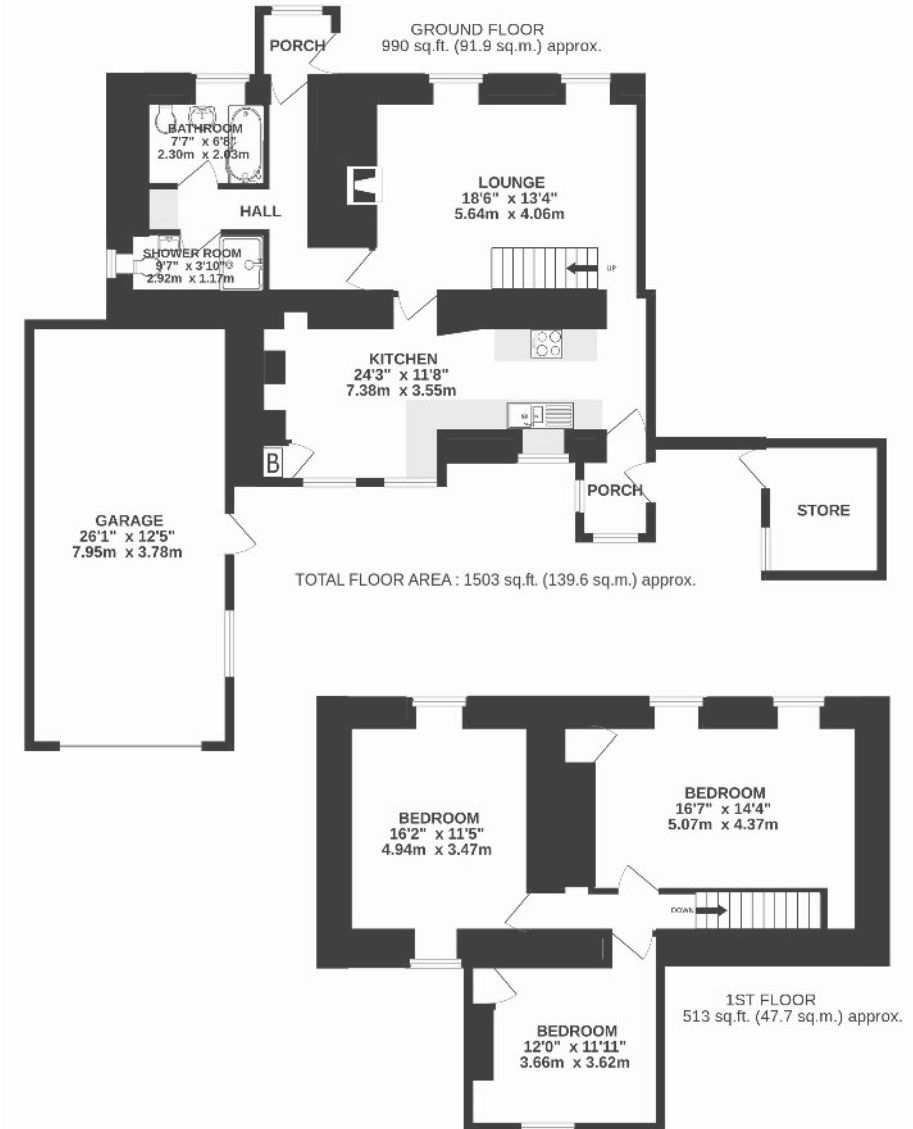 GROUND FLOOR
990 sq.ft. (91.9 sq.m.) approx.
PORCH
BATHROOM
7'7" x 6'8"
2.30m x 2.03m
LOUNGE
18'6" x 13'4"
5.64m x 4.06m
HALL
SHOWER ROOM
9'7" x 3'10"
2.92m x 1.17m
UP
KITCHEN
24'3" x 11'8"
7.38m x 3.55m
B
PORCH
STORE
GARAGE
26'1" x 12'5"
7.95m x 3.78m
TOTAL FLOOR AREA : 1503 sq.ft. (139.6 sq.m.) approx.
BEDROOM
16'2" x 11'5"
4.94m x 3.47m
BEDROOM
16'7" x 14'4"
5.07m x 4.37m
DOWN
1ST FLOOR
513 sq.ft. (47.7 sq.m.) approx.
BEDROOM
12'0" x 11'11"
3.66m x 3.62m